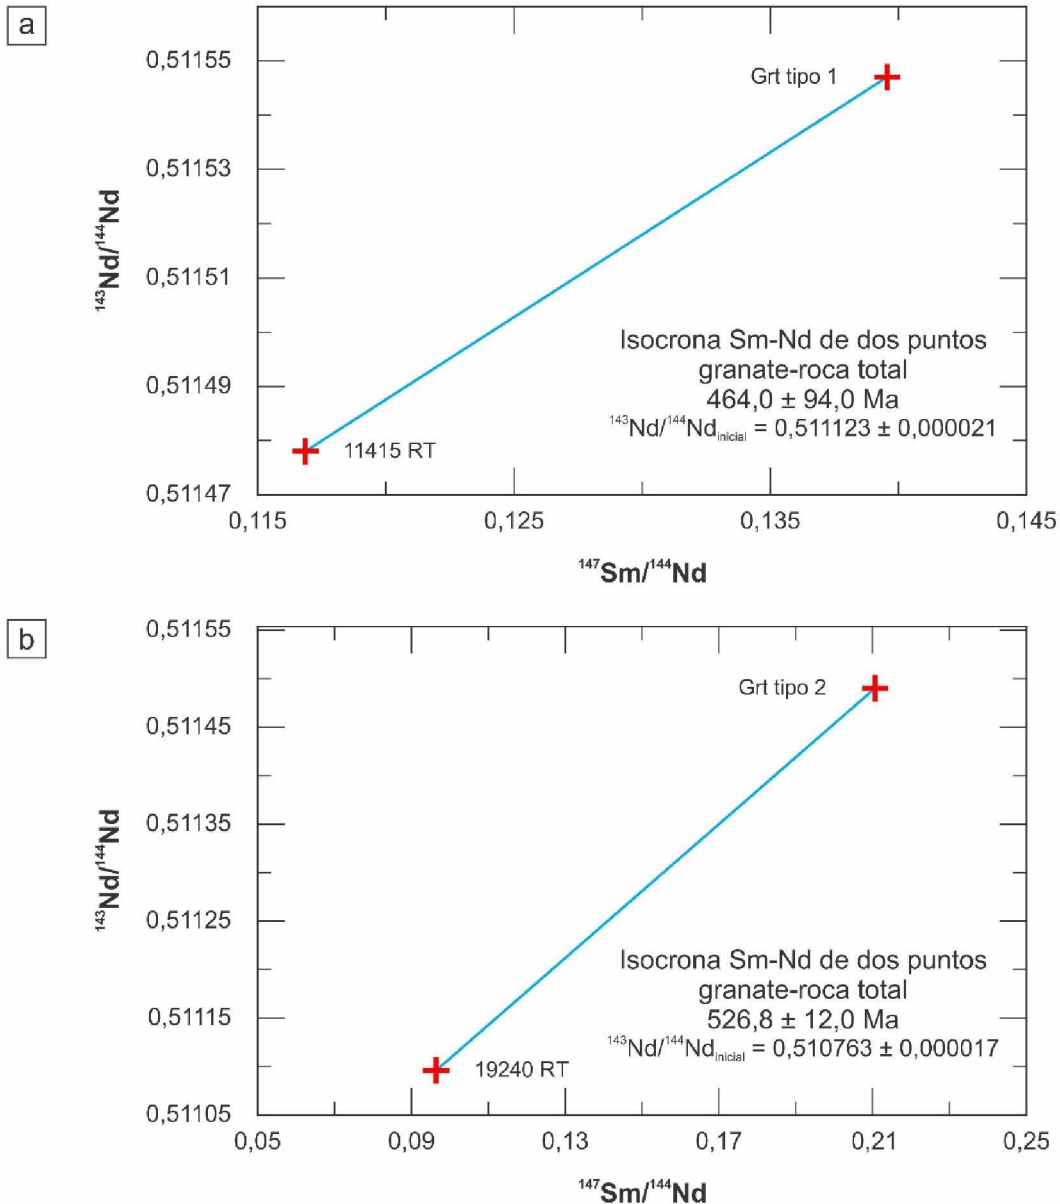 a
0,51155
0,51153
0,51151
0,51149
0,51147
¹⁴³Nd/¹⁴⁴Nd
Grt tipo 1
11415 RT
Isocrona Sm-Nd de dos puntos
granate-roca total
464,0 ± 94,0 Ma
¹⁴³Nd/¹⁴⁴Nd inicial = 0,511123 ± 0,000021
0,115 0,125 0,135 0,145
¹⁴⁷Sm/¹⁴⁴Nd
b
0,51155
0,51145
0,51135
0,51125
0,51115
0,51105
¹⁴³Nd/¹⁴⁴Nd
Grt tipo 2
19240 RT
Isocrona Sm-Nd de dos puntos
granate-roca total
526,8 ± 12,0 Ma
¹⁴³Nd/¹⁴⁴Nd inicial = 0,510763 ± 0,000017
0,05 0,09 0,13 0,17 0,21 0,25
¹⁴⁷Sm/¹⁴⁴Nd